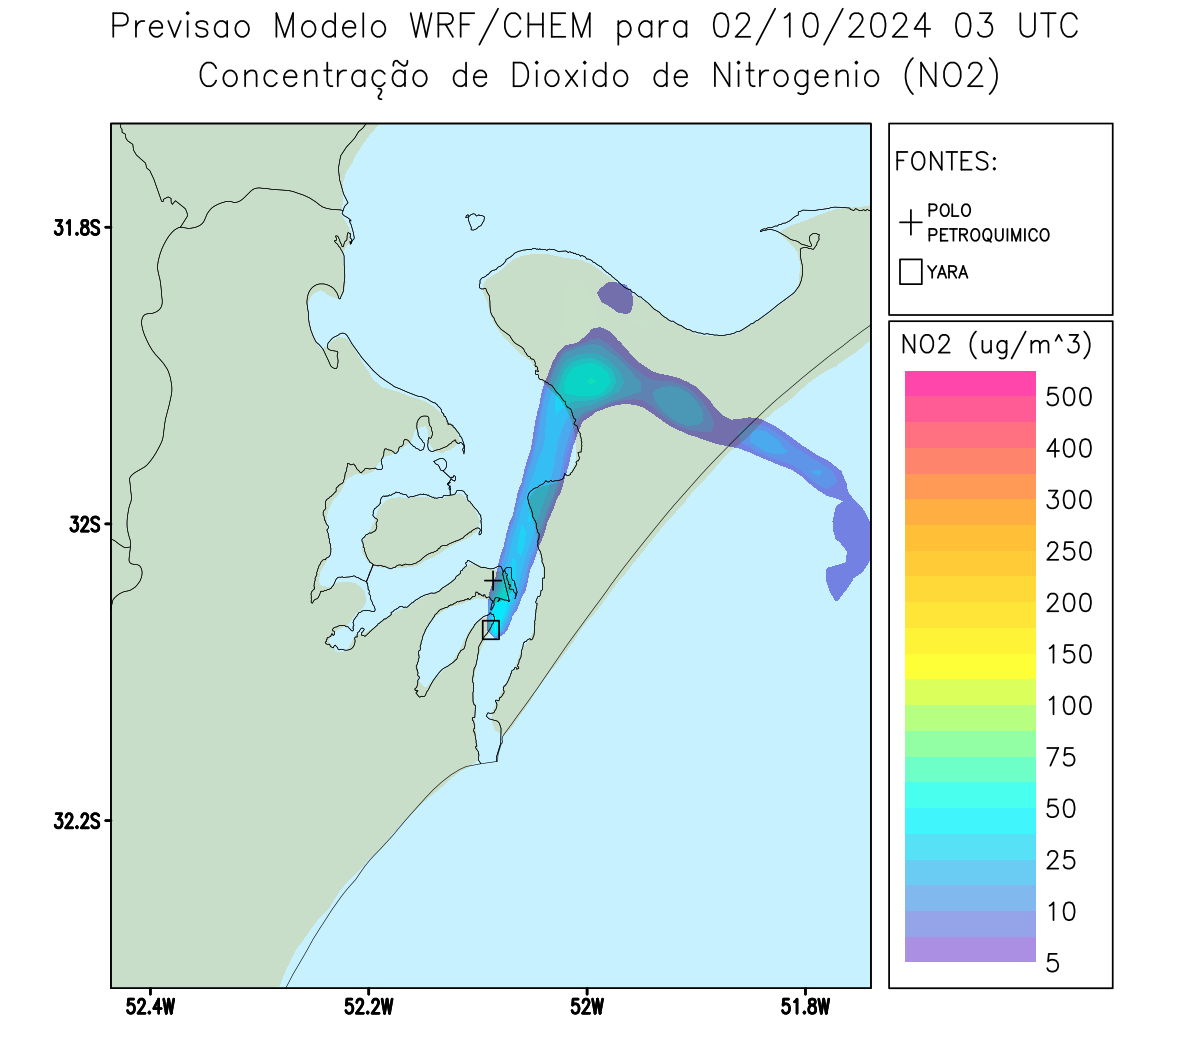 Previsao Modelo WRF/CHEM para 02/10/2024 03 UTC
Concentração de Dioxido de Nitrogenio (NO2)
FONTES:
POLO
PETROQUIMICO
YARA
NO2 (ug/m^3)
500
400
300
250
200
150
100
75
50
25
10
5
31.8S
32S
32.2S
52.4W
52.2W
52W
51.8W